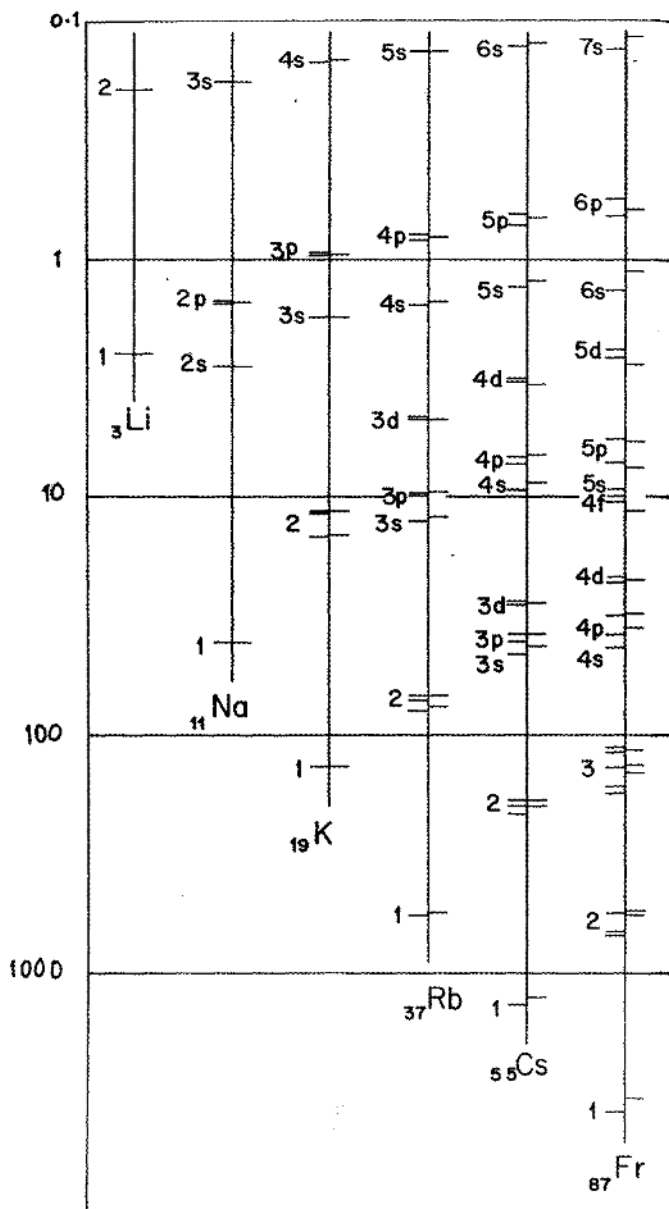 0.1
4s 5s 6s 7s
2 3s
6p
5p
4p
3p
1
5s 6s
2p 4s
3s
1 2s 5d
4d
₃Li
3d
5p
4p
4s 5s
10 3p 4f
2 3s
4d
3d
4p
1 3p
3s 4s
2
₁₁Na
100
1 3
2
₁₉K
1 2
1000
₃₇Rb
1
₅₅Cs
1
₈₇Fr